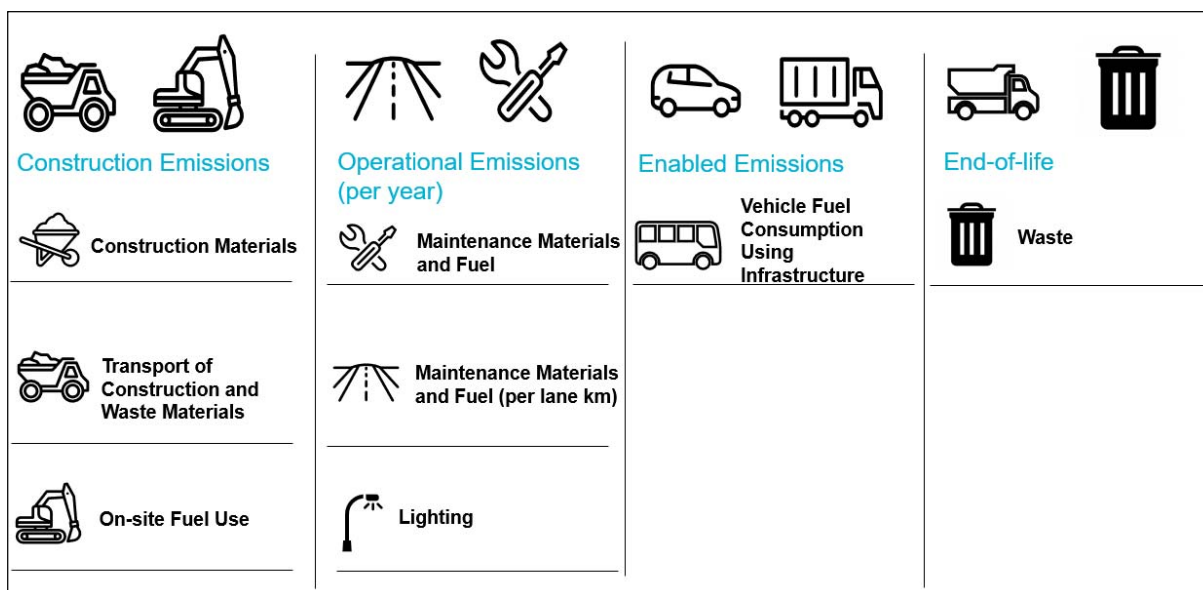 Construction Emissions
Construction Materials
Transport of
Construction and
Waste Materials
On-site Fuel Use
Operational Emissions
(per year)
Maintenance Materials
and Fuel
Maintenance Materials
and Fuel (per lane km)
Lighting
Enabled Emissions
Vehicle Fuel
Consumption
Using
Infrastructure
End-of-life
Waste